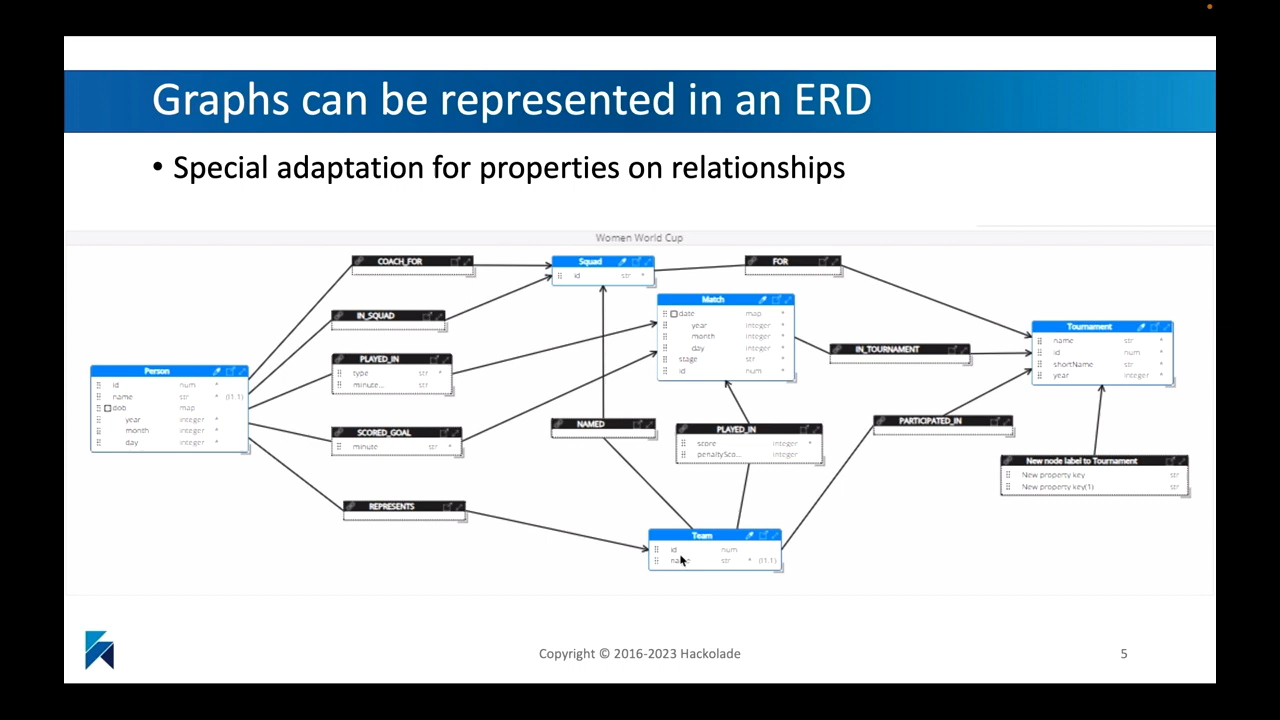 Graphs can be represented in an ERD
• Special adaptation for properties on relationships
Women World Cup
COACH_FOR
Squad
id str *
FOR
IN_SQUAD
Match
date map *
year integer *
month integer *
day integer *
stage str *
id num *
Tournament
name str *
id num *
shortName str *
year integer *
IN_TOURNAMENT
PLAYED_IN
type str *
minute... str
Person
id num *
name str * (I1.1)
dob map
year integer *
month integer *
day integer *
SCORED_GOAL
minute str *
NAMED
PLAYED_IN
score integer *
penaltySco... integer
PARTICIPATED_IN
New node label to Tournament
New property key str
New property key(1) str
REPRESENTS
Team
id num
name str * (I1.1)
Copyright © 2016-2023 Hackolade
5